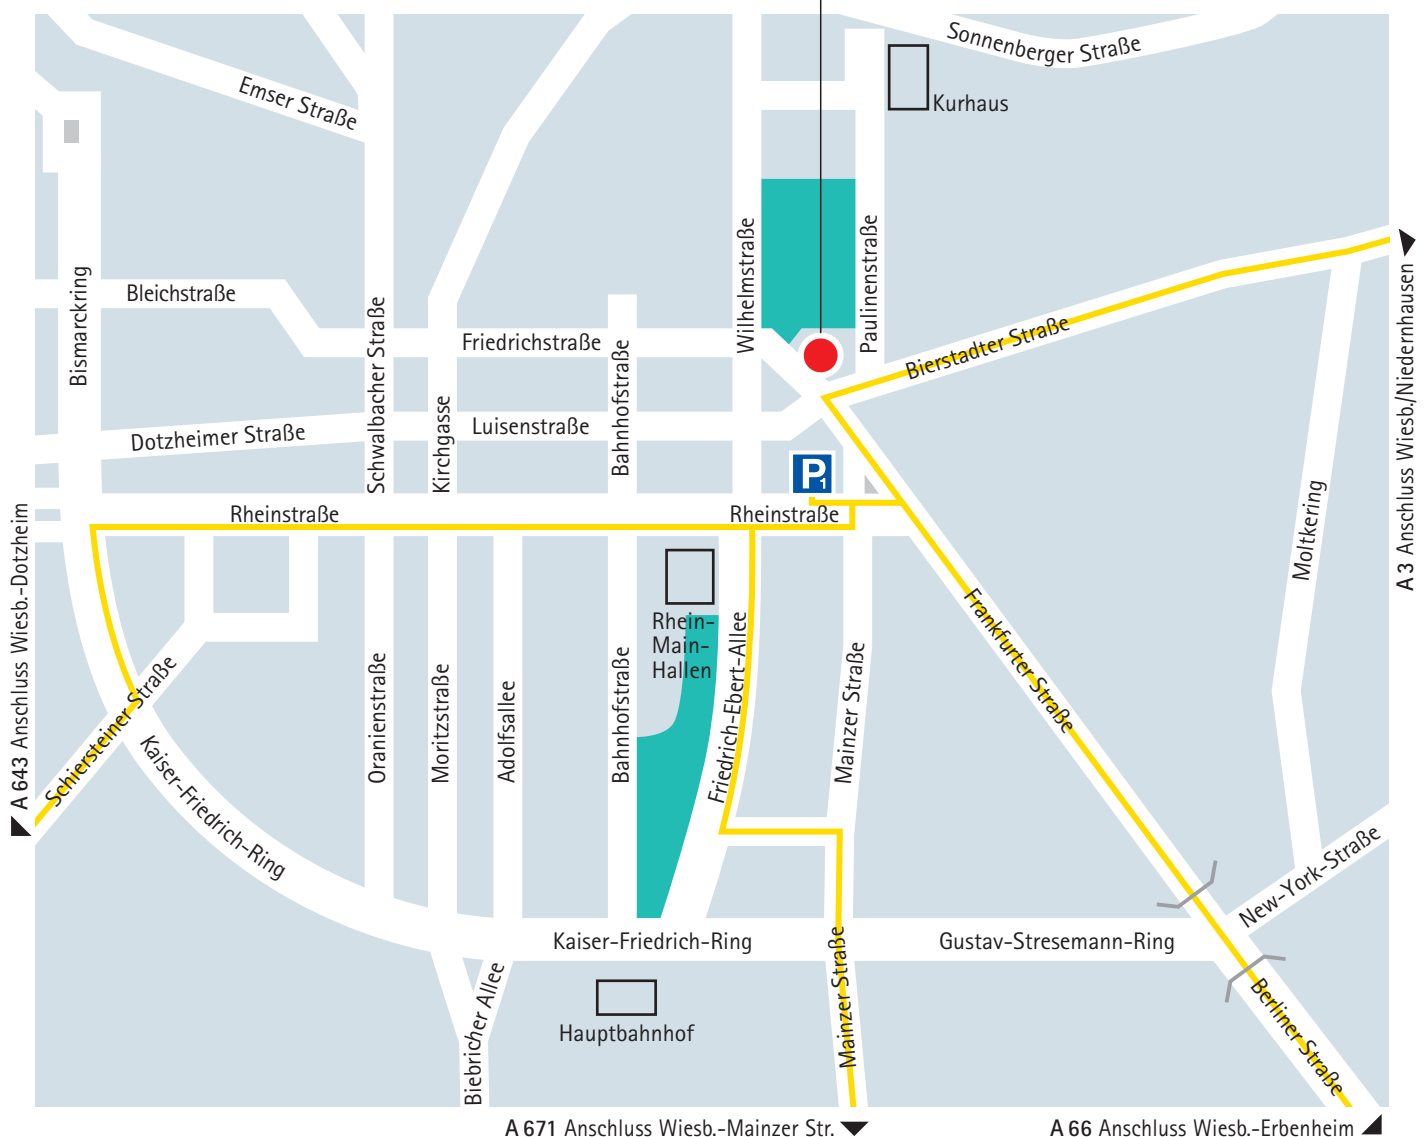 Sonnenberger Straße
Emser Straße
Kurhaus
Bleichstraße
Bismarckring
Schwalbacher Straße
Friedrichstraße
Wilhelmstraße
Paulinenstraße
Bierstadter Straße
A 3 Anschluss Wiesb./Niedernhausen
Dotzheimer Straße
Kirchgasse
Luisenstraße
Bahnhofstraße
P1
Rheinstraße
Rheinstraße
Moltkering
A 643 Anschluss Wiesb.-Dotzheim
Rhein-
Main-
Hallen
Frankfurter Straße
Schiersteiner Straße
Kaiser-Friedrich-Ring
Oranienstraße
Moritzstraße
Adolfsallee
Bahnhofstraße
Friedrich-Ebert-Allee
Mainzer Straße
New-York-Straße
Kaiser-Friedrich-Ring
Gustav-Stresemann-Ring
Biebricher Allee
Hauptbahnhof
Mainzer Straße
Berliner Straße
A 671 Anschluss Wiesb.-Mainzer Str.
A 66 Anschluss Wiesb.-Erbenheim